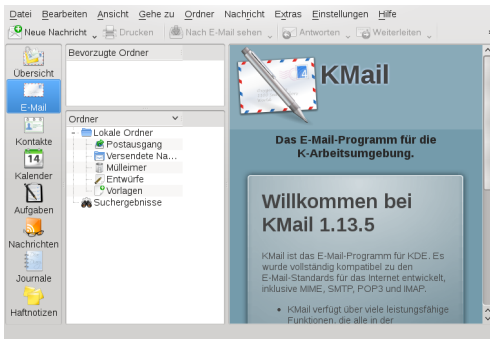 Datei Bearbeiten Ansicht Gehe zu Ordner Nachricht Extras Einstellungen Hilfe
Neue Nachricht Drucken Nach E-Mail sehen Antworten Weiterleiten
Übersicht
E-Mail
Kontakte
14
Kalender
Aufgaben
Nachrichten
Journale
Haftnotizen
Bevorzugte Ordner
Ordner
Lokale Ordner
Postausgang
Versendete Na...
Mülleimer
Entwürfe
Vorlagen
Suchergebnisse
KMail
Das E-Mail-Programm für die
K-Arbeitsumgebung.
Willkommen bei
KMail 1.13.5
KMail ist das E-Mail-Programm für KDE. Es
wurde vollständig kompatibel zu den
E-Mail-Standards für das Internet entwickelt,
inklusive MIME, SMTP, POP3 und IMAP.
• KMail verfügt über viele leistungsfähige
Funktionen, die alle in der